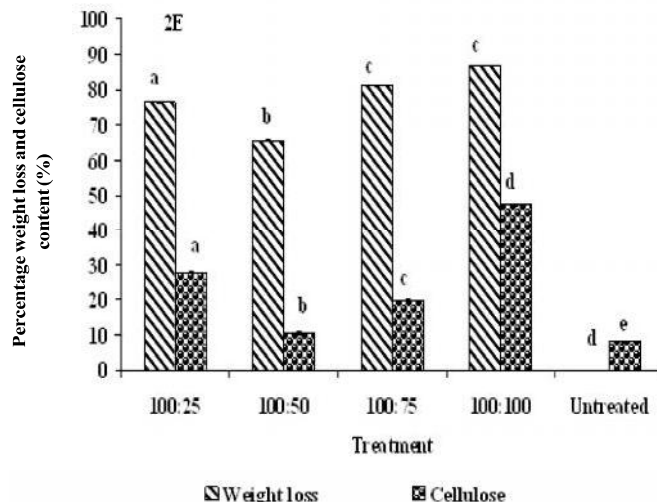 Percentage weight loss and cellulose
content (%)
100
90
80
70
60
50
40
30
20
10
0
2E
a
a
b
b
c
c
c
d
d
e
100:25
100:50
100:75
100:100
Untreated
Treatment
Weight loss
Cellulose